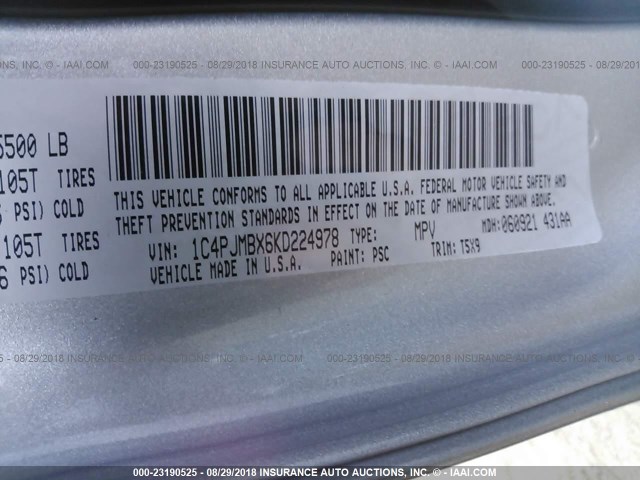 000-23190525 - 08/29/2018 INSURANCE AUTO AUCTIONS, INC. - © IAAI.COM
6500 LB
105T TIRES
PSI) COLD
105T TIRES
6 PSI) COLD
THIS VEHICLE CONFORMS TO ALL APPLICABLE U.S.A. FEDERAL MOTOR VEHICLE SAFETY AND
THEFT PREVENTION STANDARDS IN EFFECT ON THE DATE OF MANUFACTURE SHOWN ABOVE.
VIN: 1C4PJMBX6KD224978 TYPE: MPV MDH: 060921 431AA
VEHICLE MADE IN U.S.A. PAINT: PSC TRIM: T5X9
- 08/29/2018 INSURANCE AUTO AUCTIONS, INC. - © IAAI.COM
000-23190525 - 08/29/2018 INSURANCE AUTO AUCTIONS, INC. - © IAAI.COM